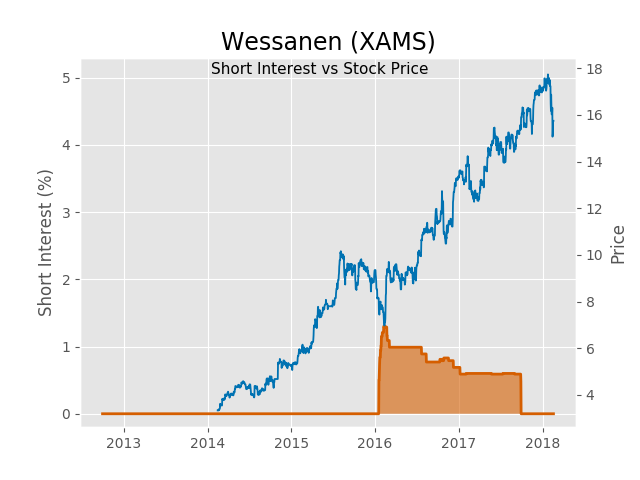 Wessanen (XAMS)
Short Interest vs Stock Price
Short Interest (%)
5
4
3
2
1
0
18
16
14
12
10
8
6
4
Price
2013 2014 2015 2016 2017 2018